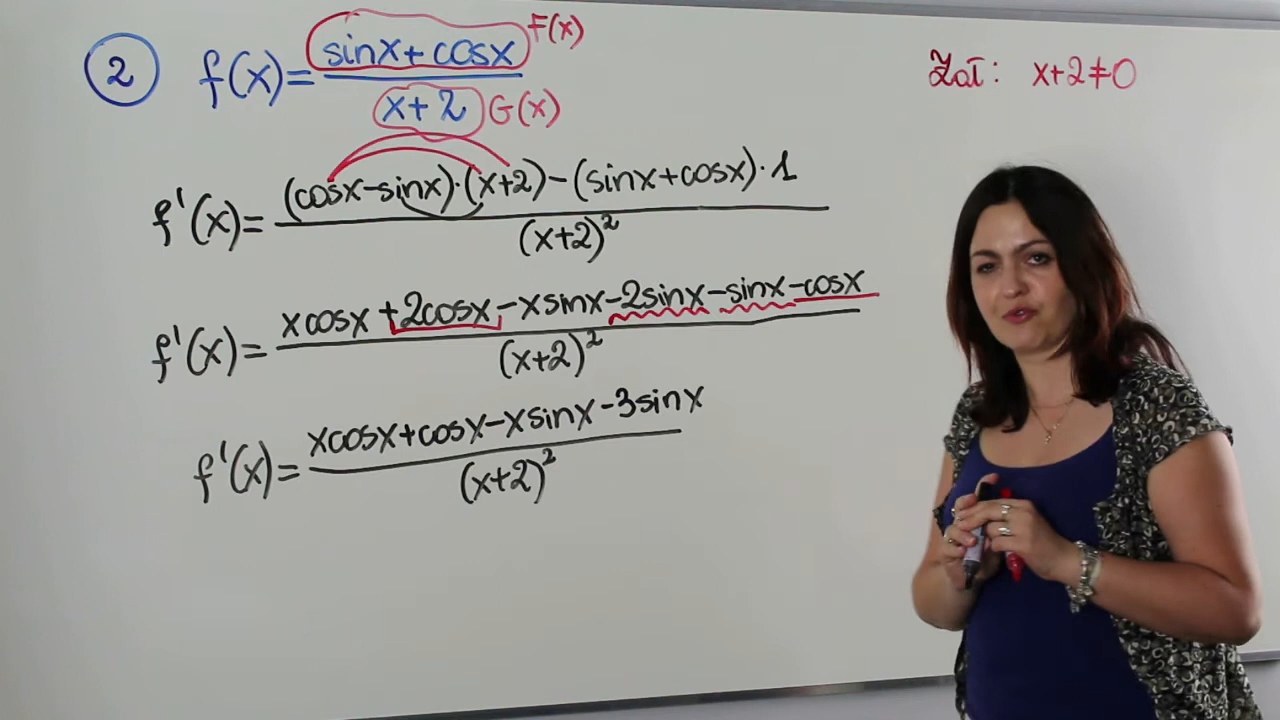 2 f(x)= sinx+cosx F(x)
x+2 G(x)
Zał: x+2≠0
f'(x)= (cosx-sinx)·(x+2)-(sinx+cosx)·1
(x+2)²
f'(x)= xcosx+2cosx-xsinx-2sinx-sinx-cosx
(x+2)²
f'(x)= xcosx+cosx-xsinx-3sinx
(x+2)²